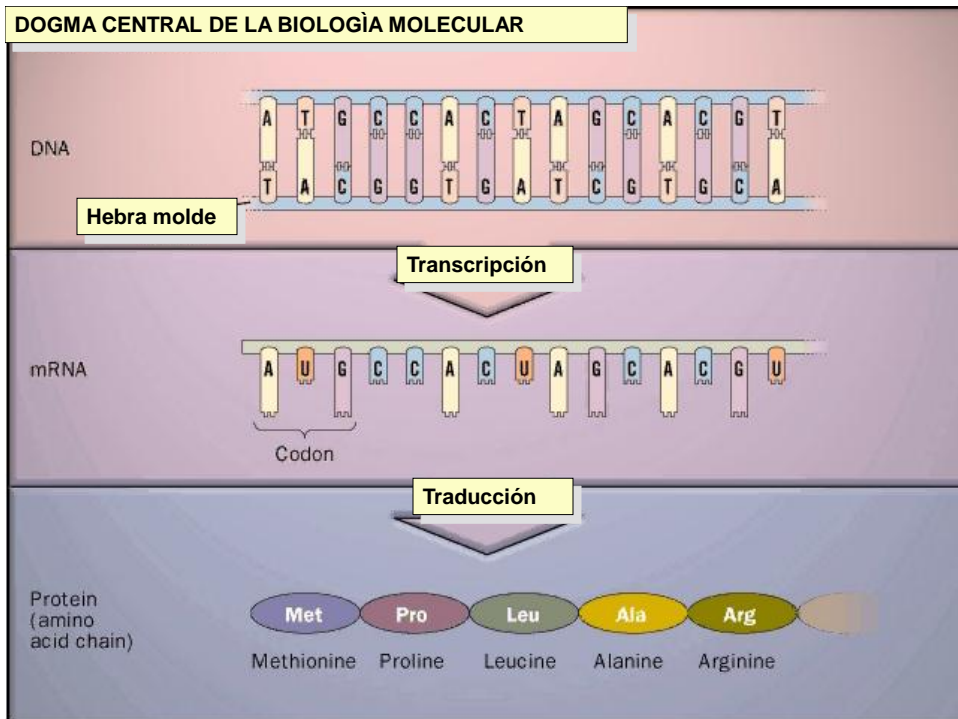 DOGMA CENTRAL DE LA BIOLOGÌA MOLECULAR
A T G C C A C T A G C A C G T
DNA
T A C G G T G A T C G T G C A
Hebra molde
Transcripción
mRNA
A U G C C A C U A G C A C G U
Codon
Traducción
Protein
(amino
acid chain)
Met Pro Leu Ala Arg
Methionine Proline Leucine Alanine Arginine